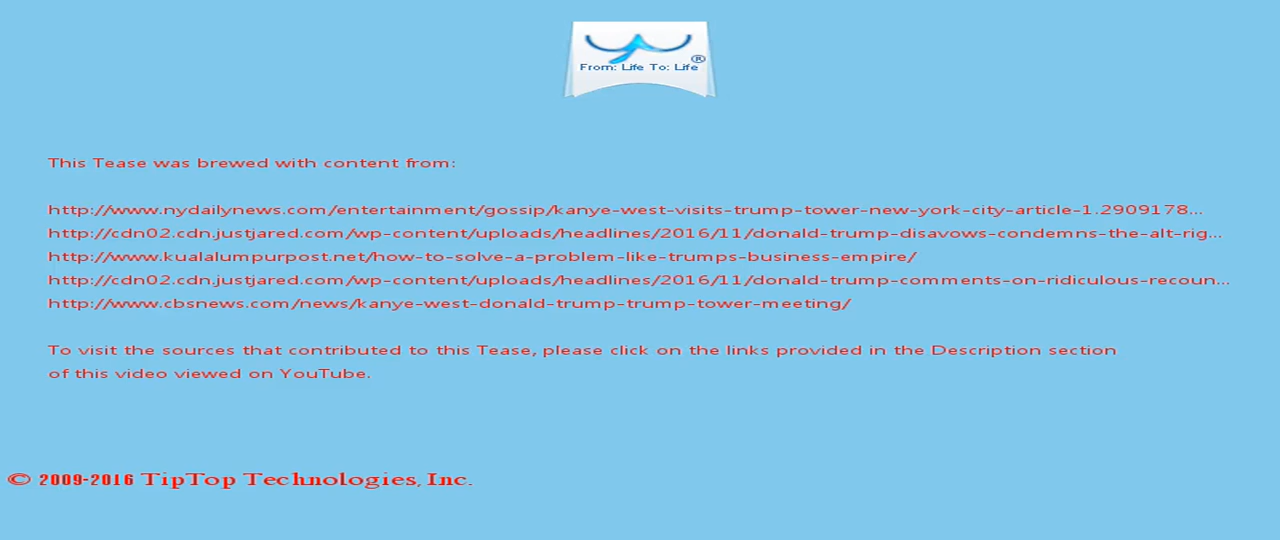 From: Life To: Life®
This Tease was brewed with content from:
http://www.nydailynews.com/entertainment/gossip/kanye-west-visits-trump-tower-new-york-city-article-1.2909178...
http://cdn02.cdn.justjared.com/wp-content/uploads/headlines/2016/11/donald-trump-disavows-condemns-the-alt-rig...
http://www.kualalumpurpost.net/how-to-solve-a-problem-like-trumps-business-empire/
http://cdn02.cdn.justjared.com/wp-content/uploads/headlines/2016/11/donald-trump-comments-on-ridiculous-recoun...
http://www.cbsnews.com/news/kanye-west-donald-trump-trump-tower-meeting/
To visit the sources that contributed to this Tease, please click on the links provided in the Description section
of this video viewed on YouTube.
© 2009-2016 TipTop Technologies, Inc.